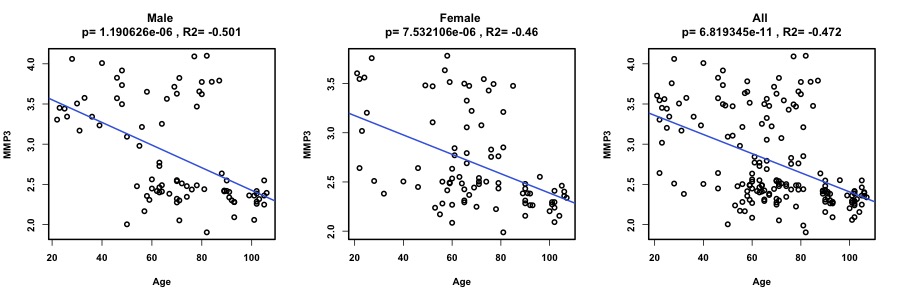 Male
p= 1.190626e-06 , R2= -0.501
MMP3
4.0
3.5
3.0
2.5
2.0
20 40 60 80 100
Age
Female
p= 7.532106e-06 , R2= -0.46
MMP3
3.5
3.0
2.5
2.0
20 40 60 80 100
Age
All
p= 6.819345e-11 , R2= -0.472
MMP3
4.0
3.5
3.0
2.5
2.0
20 40 60 80 100
Age